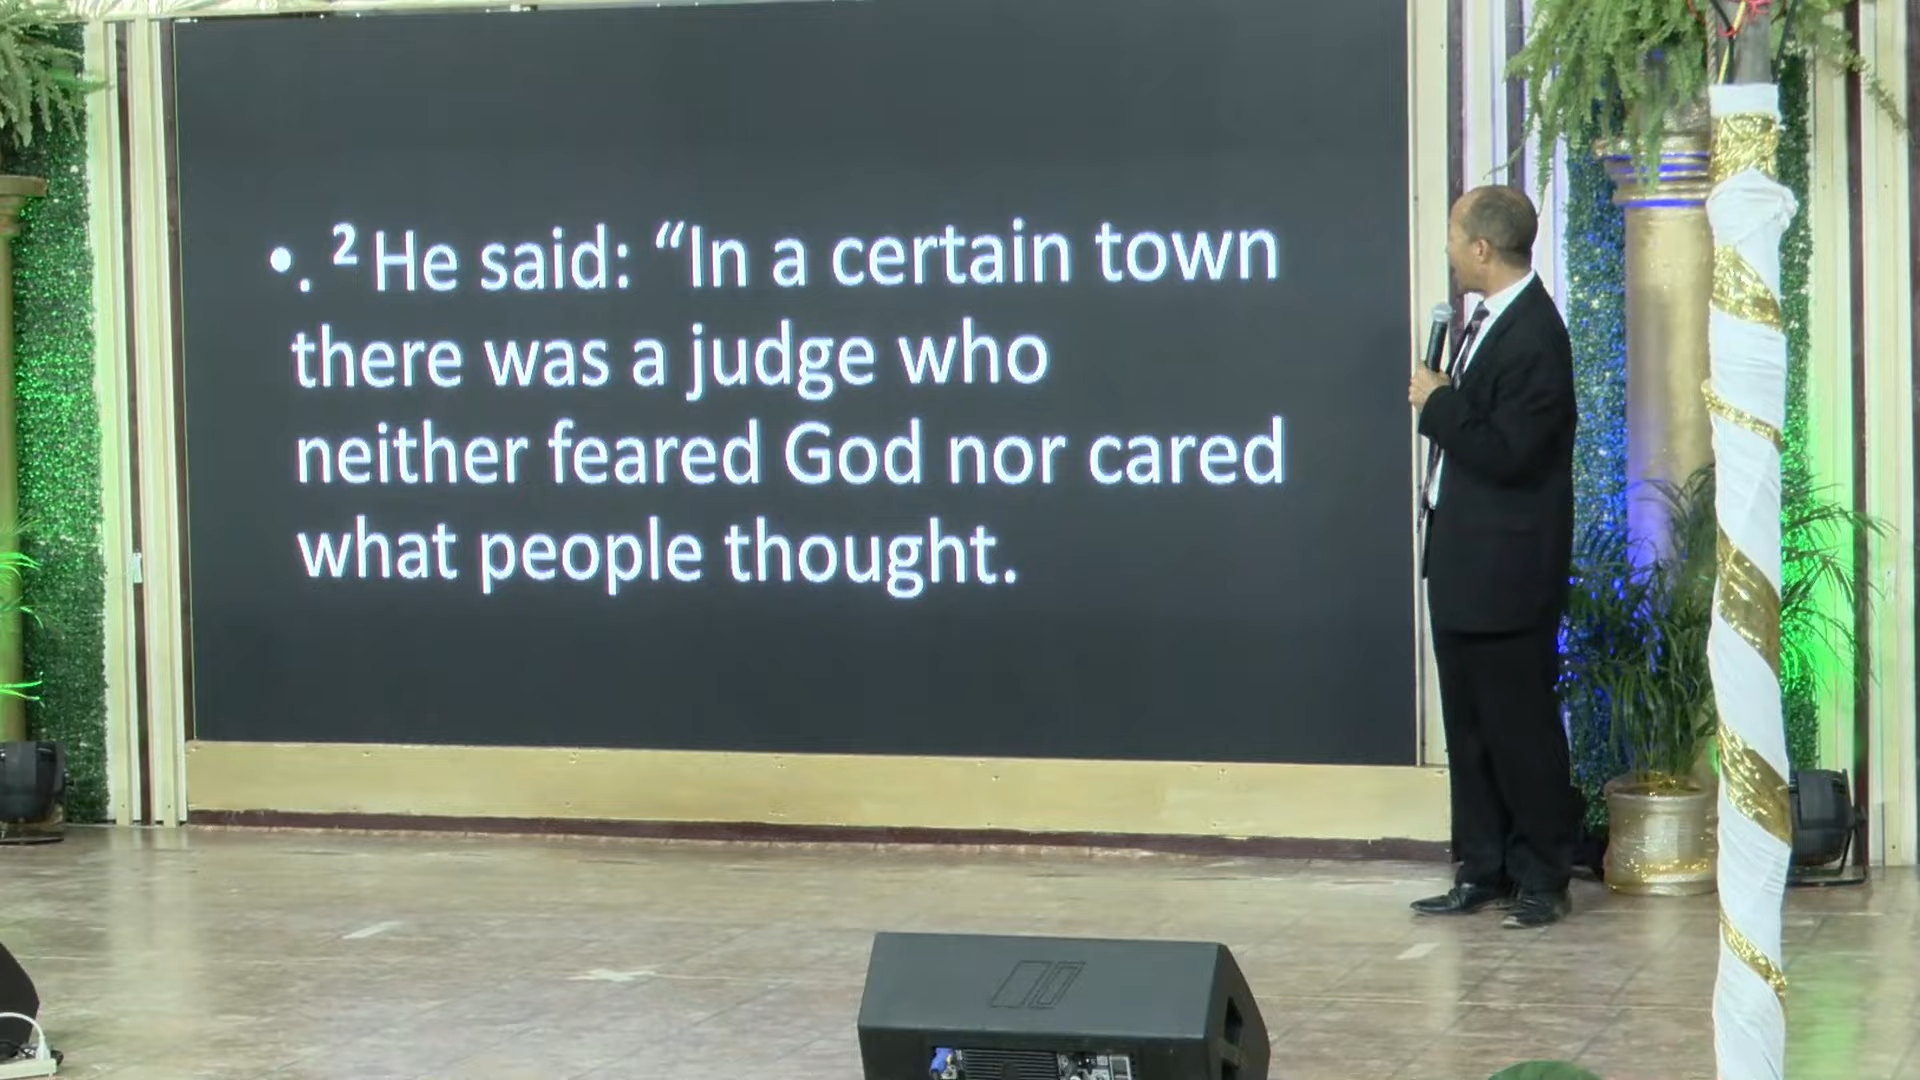 •. ² He said: “In a certain town
there was a judge who
neither feared God nor cared
what people thought.